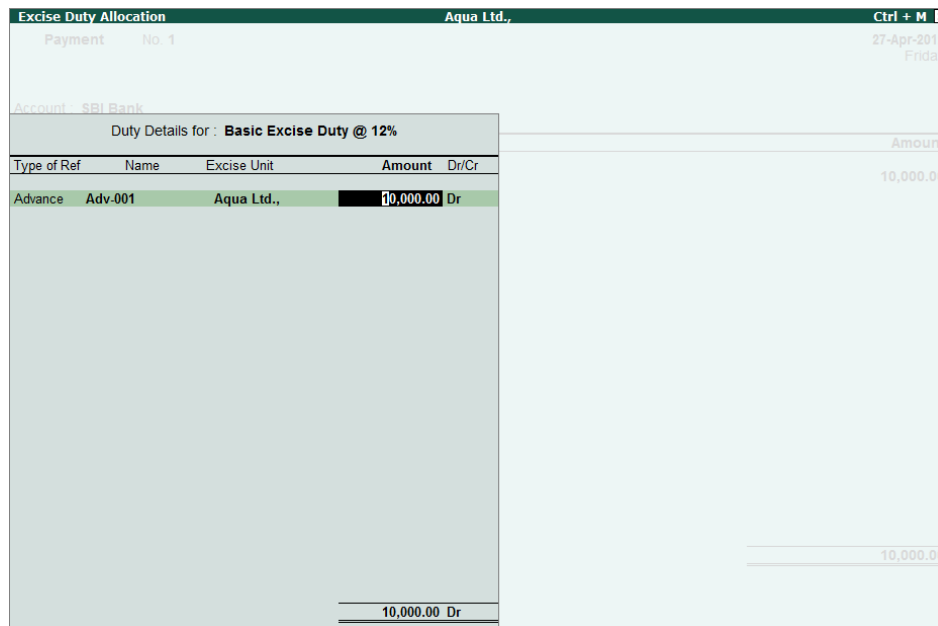 Excise Duty Allocation Aqua Ltd., Ctrl + M
Payment No. 1 27-Apr-201
Frida
Account : SBI Bank
Duty Details for : Basic Excise Duty @ 12%
Amoun
Type of Ref Name Excise Unit Amount Dr/Cr
10,000.0
Advance Adv-001 Aqua Ltd., 10,000.00 Dr
10,000.0
10,000.00 Dr